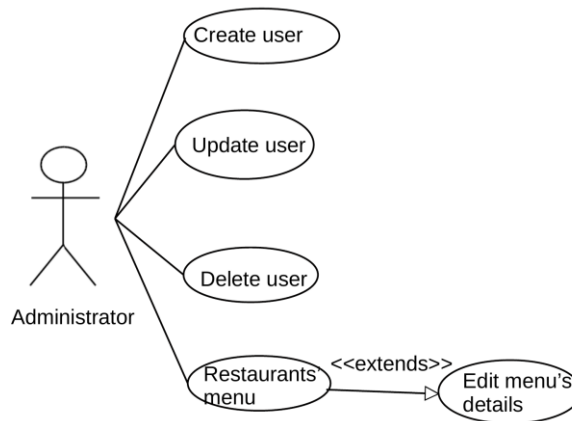 Create user
Update user
Delete user
Administrator
<<extends>>
Restaurants'
menu
Edit menu's
details